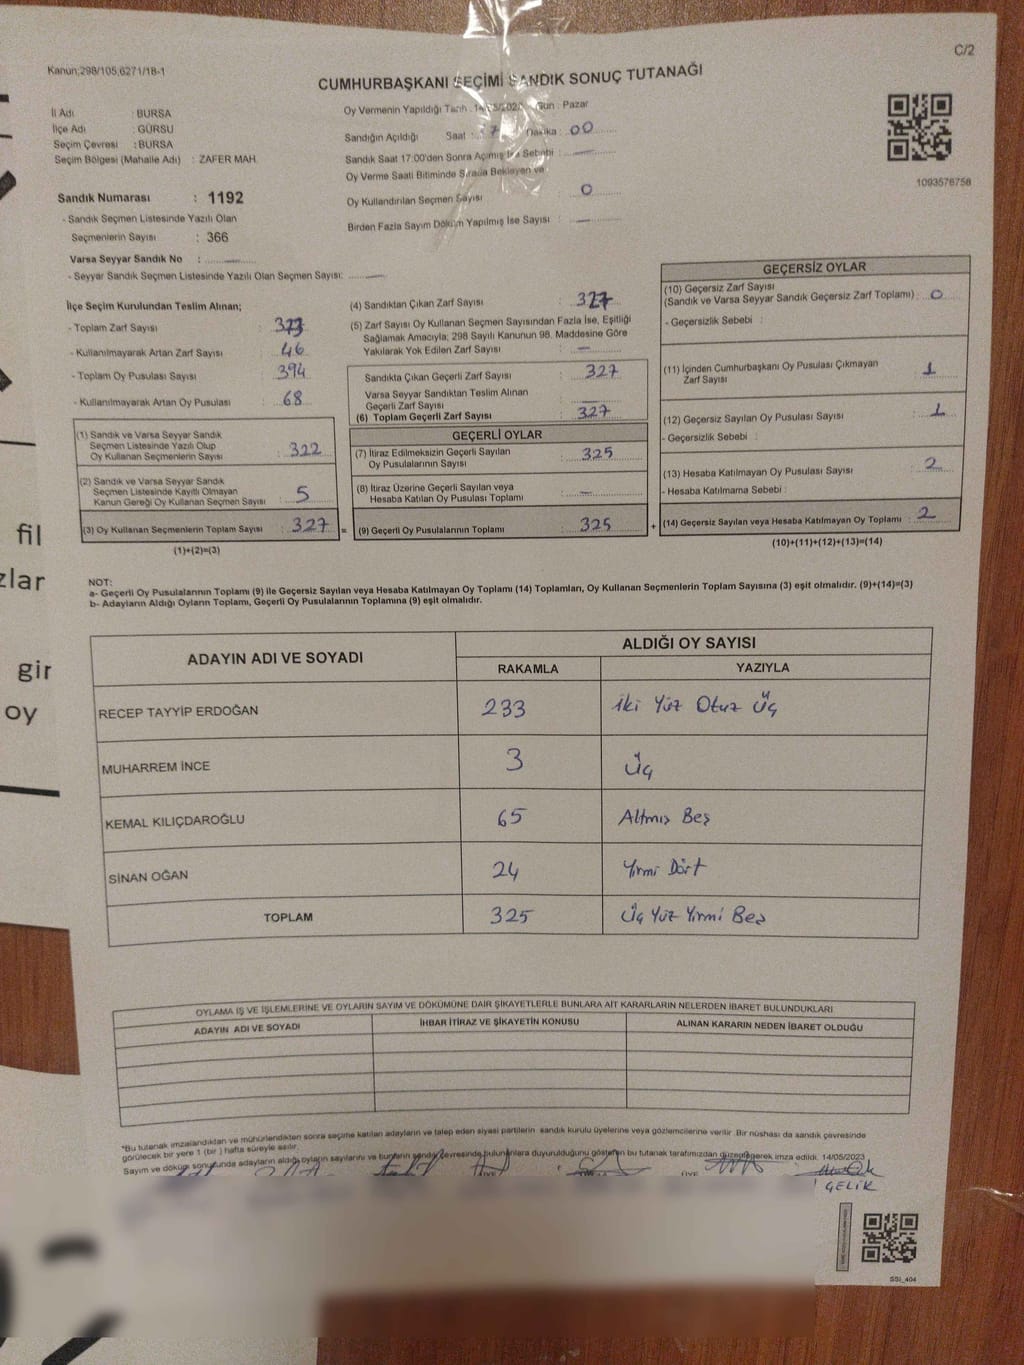 C/2
Kanun;298/105,6271/18-1
CUMHURBAŞKANI SEÇİMİ SANDIK SONUÇ TUTANAĞI
İl Adı : BURSA
İlçe Adı : GÜRSU
Seçim Çevresi : BURSA
Seçim Bölgesi (Mahalle Adı) : ZAFER MAH.
Sandık Numarası : 1192
- Sandık Seçmen Listesinde Yazılı Olan
Seçmenlerin Sayısı : 366
Varsa Seyyar Sandık No :
- Seyyar Sandık Seçmen Listesinde Yazılı Olan Seçmen Sayısı:
Oy Vermenin Yapıldığı Tarih : Gün : Pazar
Sandığın Açıldığı Saat : Dakika : 00
Sandık Saat 17:00'den Sonra Açılmış İse Sebebi :
Oy Verme Saati Bitiminde Sırada Bekleyen ve
Oy Kullandırılan Seçmen Sayısı : 0
Birden Fazla Sayım Döküm Yapılmış İse Sayısı :
1093576758
İlçe Seçim Kurulundan Teslim Alınan;
- Toplam Zarf Sayısı :
- Kullanılmayarak Artan Zarf Sayısı : 46
- Toplam Oy Pusulası Sayısı : 394
- Kullanılmayarak Artan Oy Pusulası : 68
(1) Sandık ve Varsa Seyyar Sandık
Seçmen Listesinde Yazılı Olup
Oy Kullanan Seçmenlerin Sayısı : 322
(2) Sandık ve Varsa Seyyar Sandık
Seçmen Listesinde Kayıtlı Olmayan
Kanun Gereği Oy Kullanan Seçmen Sayısı : 5
(3) Oy Kullanan Seçmenlerin Toplam Sayısı : 327 =
(1)+(2)=(3)
(4) Sandıktan Çıkan Zarf Sayısı : 327
(5) Zarf Sayısı Oy Kullanan Seçmen Sayısından Fazla İse, Eşitliği
Sağlamak Amacıyla; 298 Sayılı Kanunun 98. Maddesine Göre
Yakılarak Yok Edilen Zarf Sayısı :
Sandıkta Çıkan Geçerli Zarf Sayısı : 327
Varsa Seyyar Sandıktan Teslim Alınan
Geçerli Zarf Sayısı :
(6) Toplam Geçerli Zarf Sayısı : 327
GEÇERLİ OYLAR
(7) İtiraz Edilmeksizin Geçerli Sayılan
Oy Pusulalarının Sayısı : 325
(8) İtiraz Üzerine Geçerli Sayılan veya
Hesaba Katılan Oy Pusulası Toplamı :
(9) Geçerli Oy Pusulalarının Toplamı : 325 +
GEÇERSİZ OYLAR
(10) Geçersiz Zarf Sayısı
(Sandık ve Varsa Seyyar Sandık Geçersiz Zarf Toplamı) : 0
- Geçersizlik Sebebi :
(11) İçinden Cumhurbaşkanı Oy Pusulası Çıkmayan
Zarf Sayısı : 1
(12) Geçersiz Sayılan Oy Pusulası Sayısı : 1
- Geçersizlik Sebebi :
(13) Hesaba Katılmayan Oy Pusulası Sayısı : 2
- Hesaba Katılmama Sebebi :
(14) Geçersiz Sayılan veya Hesaba Katılmayan Oy Toplamı : 2
(10)+(11)+(12)+(13)=(14)
NOT:
a- Geçerli Oy Pusulalarının Toplamı (9) ile Geçersiz Sayılan veya Hesaba Katılmayan Oy Toplamı (14) Toplamları, Oy Kullanan Seçmenlerin Toplam Sayısına (3) eşit olmalıdır. (9)+(14)=(3)
b- Adayların Aldığı Oyların Toplamı, Geçerli Oy Pusulalarının Toplamına (9) eşit olmalıdır.
ADAYIN ADI VE SOYADI
ALDIĞI OY SAYISI
RAKAMLA YAZIYLA
RECEP TAYYİP ERDOĞAN 233 İki Yüz Otuz Üç
MUHARREM İNCE 3 Üç
KEMAL KILIÇDAROĞLU 65 Altmış Beş
SİNAN OĞAN 24 Yirmi Dört
TOPLAM 325 Üç Yüz Yirmi Beş
OYLAMA İŞ VE İŞLEMLERİNE VE OYLARIN SAYIM VE DÖKÜMÜNE DAİR ŞİKAYETLERLE BUNLARA AİT KARARLARIN NELERDEN İBARET BULUNDUKLARI
ADAYIN ADI VE SOYADI İHBAR İTİRAZ VE ŞİKAYETİN KONUSU ALINAN KARARIN NEDEN İBARET OLDUĞU
*Bu tutanak imzalandıktan ve mühürlendikten sonra seçime katılan adayların ve talep eden siyasi partilerin sandık kurulu üyelerine veya gözlemcilerine verilir. Bir nüshası da sandık çevresinde
görülecek bir yere 1 (bir) hafta süreyle asılır.
Sayım ve döküm sonucunda adayların aldığı oyların sayılarını ve bunların sandık çevresinde bulunanlara duyurulduğunu gösteren bu tutanak tarafımızdan düzenlenerek imza edildi. 14/05/2023
ÜYE
ÇELİK
SSI_404
fil
zlar
gir
oy